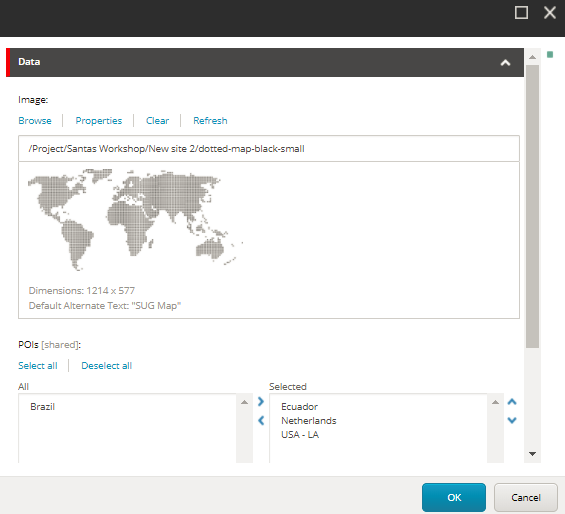 Data
Image:
Browse Properties Clear Refresh
/Project/Santas Workshop/New site 2/dotted-map-black-small
Dimensions: 1214 x 577
Default Alternate Text: "SUG Map"
POIs [shared]:
Select all Deselect all
All Selected
Brazil Ecuador
Netherlands
USA - LA
OK Cancel